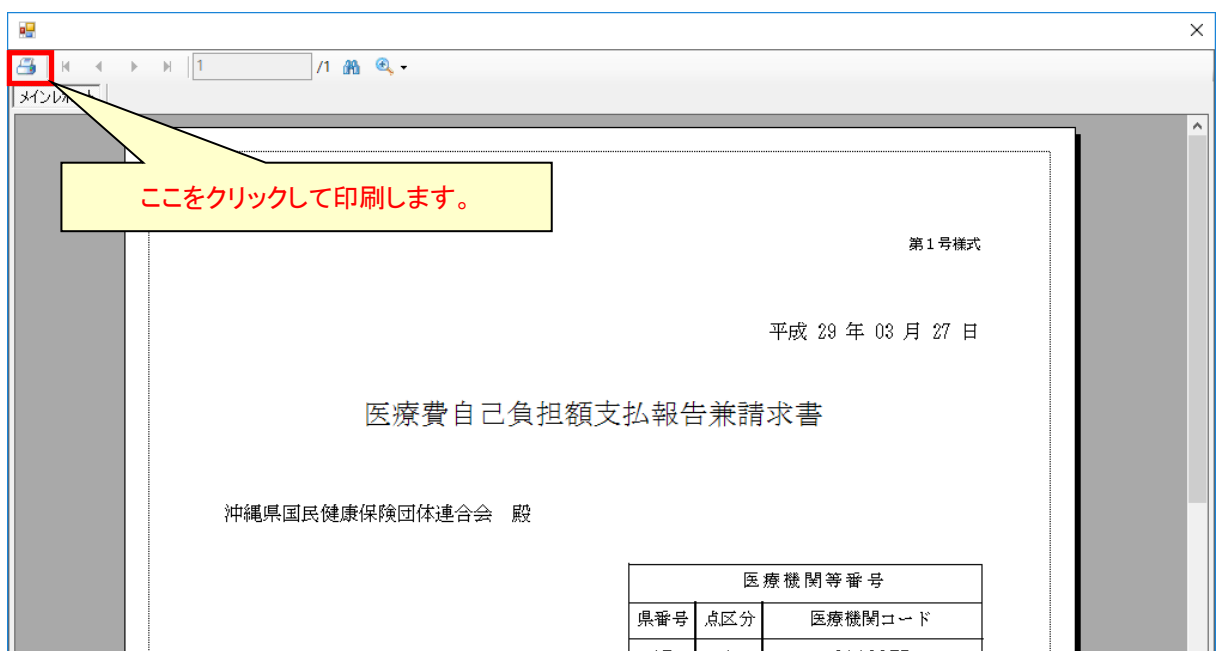 1 /1
メインレポート
ここをクリックして印刷します。
第1号様式
平成 29 年 03 月 27 日
医療費自己負担額支払報告兼請求書
沖縄県国民健康保険団体連合会 殿
医療機関等番号
県番号 点区分 医療機関コード